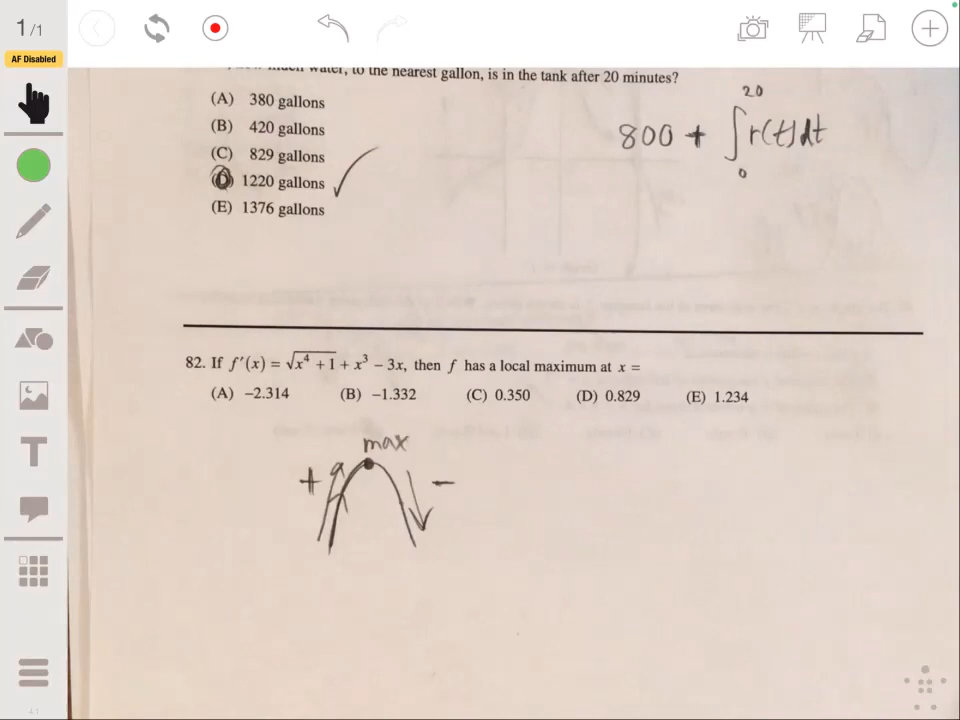 1/1
AF Disabled
much water, to the nearest gallon, is in the tank after 20 minutes?
(A) 380 gallons
(B) 420 gallons
(C) 829 gallons
(D) 1220 gallons
(E) 1376 gallons
800 + ∫₀²⁰ r(t)dt
82. If f′(x) = √(x⁴ + 1) + x³ − 3x, then f has a local maximum at x =
(A) −2.314 (B) −1.332 (C) 0.350 (D) 0.829 (E) 1.234
max
+ −
T